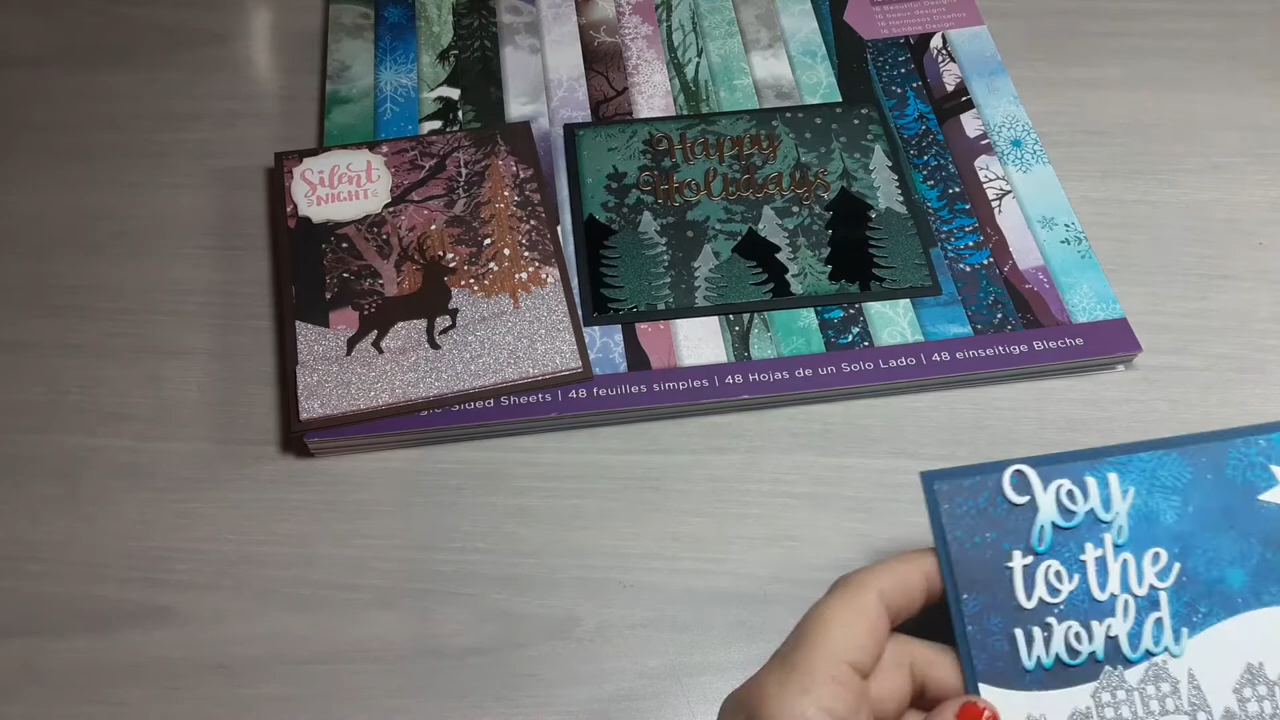 16 Beautiful Designs
16 beaux designs
16 Hermosos Diseños
16 Schöne Design
Silent
NIGHT
Happy
Holidays
-Sided Sheets | 48 feuilles simples | 48 Hojas de un Solo Lado | 48 einseitige Bleche
Joy
to the
world